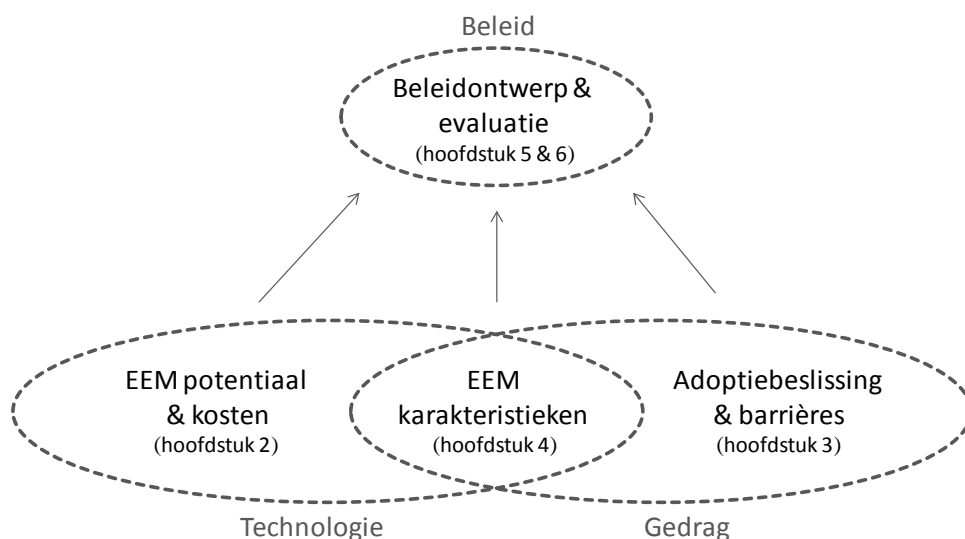 Beleid
Beleidontwerp &
evaluatie
(hoofdstuk 5 & 6)
EEM potentiaal
& kosten
(hoofdstuk 2)
EEM
karakteristieken
(hoofdstuk 4)
Adoptiebeslissing
& barrières
(hoofdstuk 3)
Technologie
Gedrag